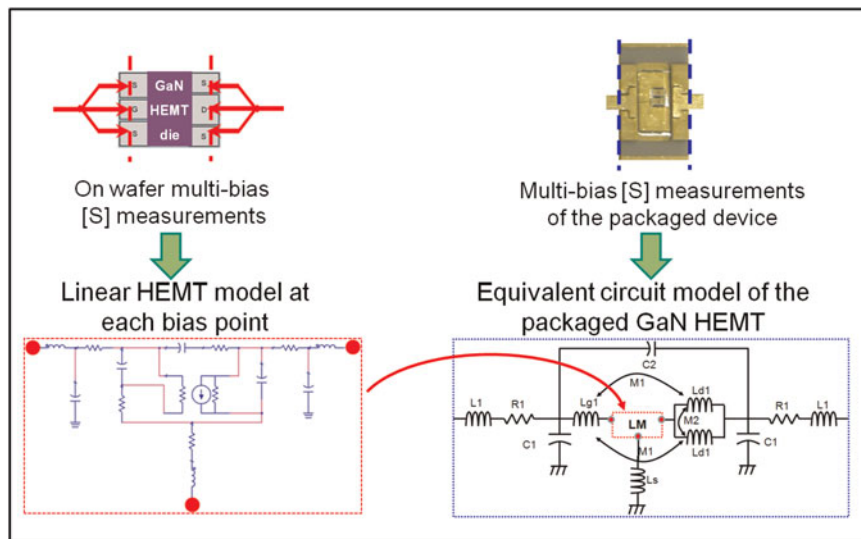 S GaN S
G HEMT D
S die S
On wafer multi-bias
[S] measurements
Linear HEMT model at
each bias point
Multi-bias [S] measurements
of the packaged device
Equivalent circuit model of the
packaged GaN HEMT
C2
M1
L1 R1 Lg1 Ld1 R1 L1
LM M2
C1 M1 Ld1 C1
Ls